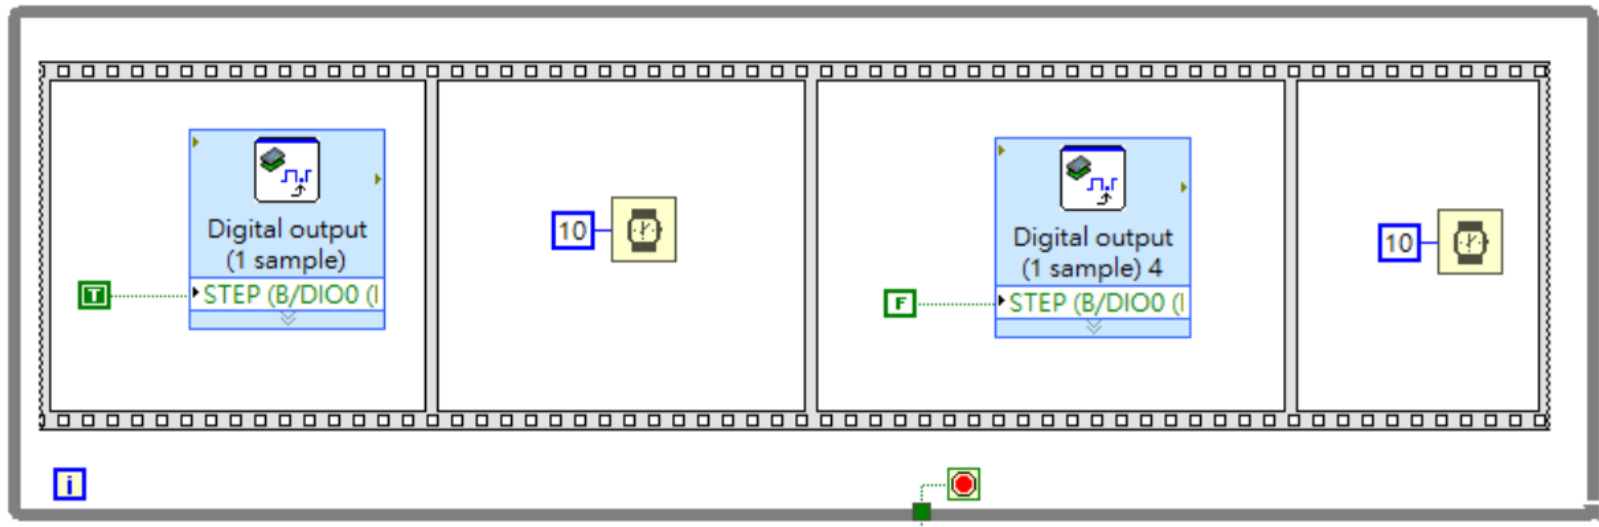 Digital output
(1 sample)
T
STEP (B/DIO0 (
10
Digital output
(1 sample) 4
F
STEP (B/DIO0 (
10
i